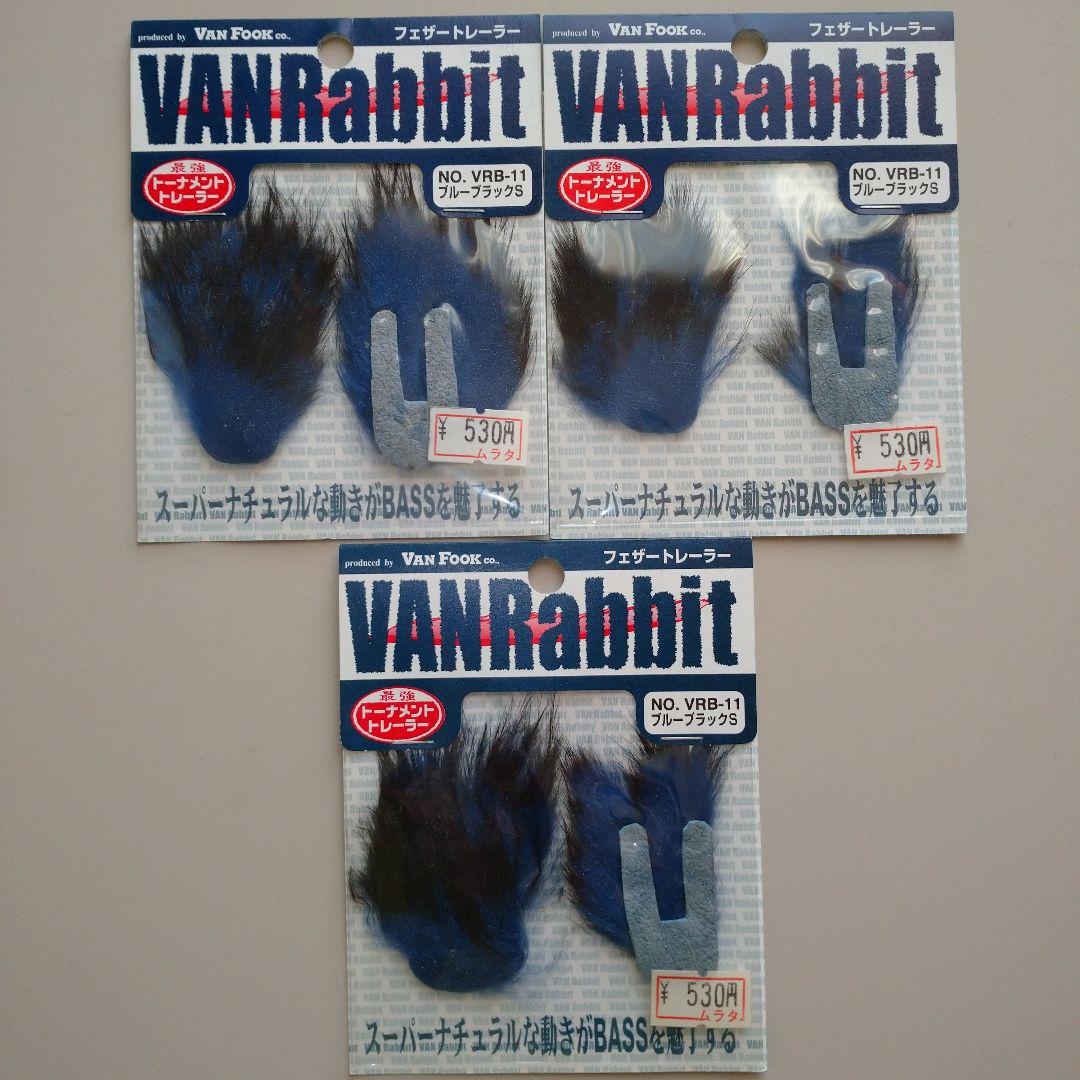 produced by VAN FOOK CO.,
フェザートレーラー
VANRabbit
最強
トーナメント
トレーラー
NO. VRB-11
ブルーブラックS
¥ 530円
ムラタ
スーパーナチュラルな動きがBASSを魅了する
produced by VAN FOOK CO.,
フェザートレーラー
VANRabbit
最強
トーナメント
トレーラー
NO. VRB-11
ブルーブラックS
¥ 530円
ムラタ
スーパーナチュラルな動きがBASSを魅了する
produced by VAN FOOK CO.,
フェザートレーラー
VANRabbit
最強
トーナメント
トレーラー
NO. VRB-11
ブルーブラックS
¥ 530円
ムラタ
スーパーナチュラルな動きがBASSを魅了する